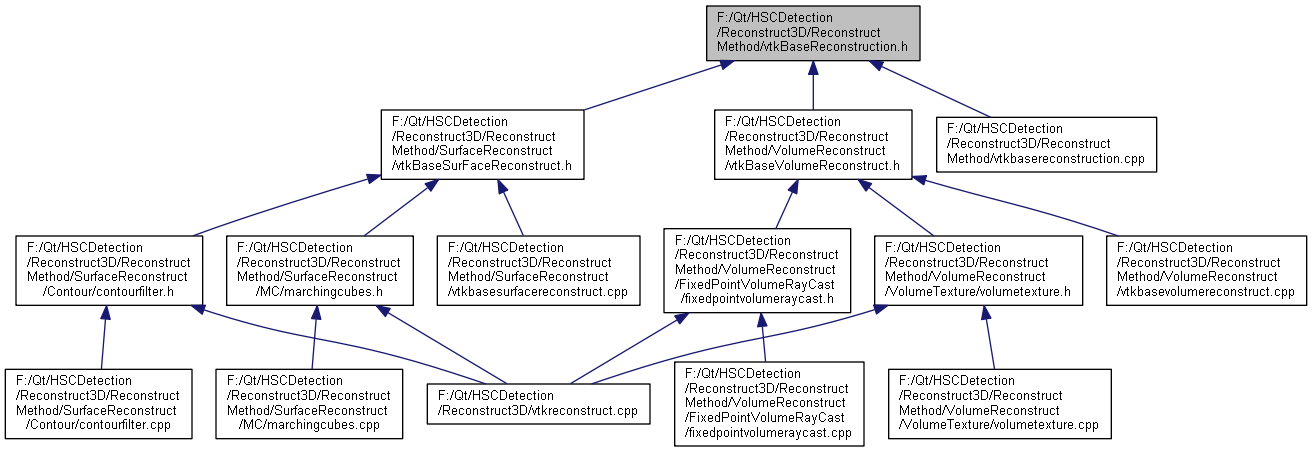 F:/Qt/HSCDetection
/Reconstruct3D/Reconstruct
Method/vtkBaseReconstruction.h
F:/Qt/HSCDetection
/Reconstruct3D/Reconstruct
Method/SurfaceReconstruct
/vtkBaseSurFaceReconstruct.h
F:/Qt/HSCDetection
/Reconstruct3D/Reconstruct
Method/VolumeReconstruct
/vtkBaseVolumeReconstruct.h
F:/Qt/HSCDetection
/Reconstruct3D/Reconstruct
Method/vtkbasereconstruction.cpp
F:/Qt/HSCDetection
/Reconstruct3D/Reconstruct
Method/SurfaceReconstruct
/Contour/contourfilter.h
F:/Qt/HSCDetection
/Reconstruct3D/Reconstruct
Method/SurfaceReconstruct
/MC/marchingcubes.h
F:/Qt/HSCDetection
/Reconstruct3D/Reconstruct
Method/SurfaceReconstruct
/vtkbasesurfacereconstruct.cpp
F:/Qt/HSCDetection
/Reconstruct3D/Reconstruct
Method/VolumeReconstruct
/FixedPointVolumeRayCast
/fixedpointvolumeraycast.h
F:/Qt/HSCDetection
/Reconstruct3D/Reconstruct
Method/VolumeReconstruct
/VolumeTexture/volumetexture.h
F:/Qt/HSCDetection
/Reconstruct3D/Reconstruct
Method/VolumeReconstruct
/vtkbasevolumereconstruct.cpp
F:/Qt/HSCDetection
/Reconstruct3D/Reconstruct
Method/SurfaceReconstruct
/Contour/contourfilter.cpp
F:/Qt/HSCDetection
/Reconstruct3D/Reconstruct
Method/SurfaceReconstruct
/MC/marchingcubes.cpp
F:/Qt/HSCDetection
/Reconstruct3D/vtkreconstruct.cpp
F:/Qt/HSCDetection
/Reconstruct3D/Reconstruct
Method/VolumeReconstruct
/FixedPointVolumeRayCast
/fixedpointvolumeraycast.cpp
F:/Qt/HSCDetection
/Reconstruct3D/Reconstruct
Method/VolumeReconstruct
/VolumeTexture/volumetexture.cpp